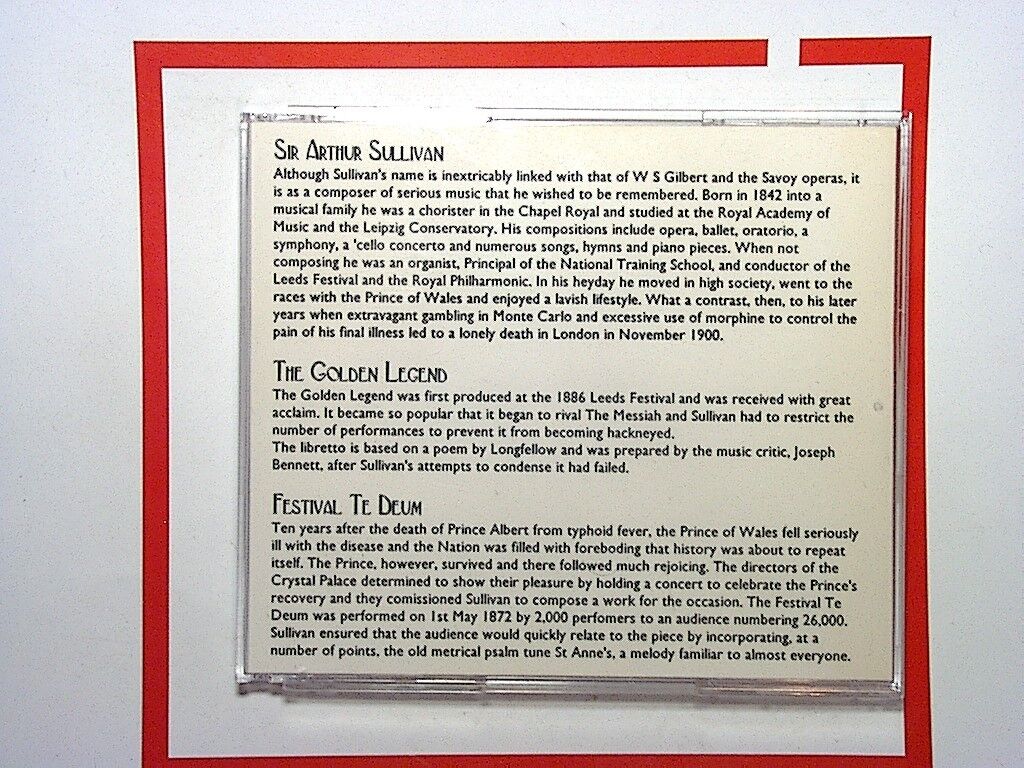 Sir Arthur Sullivan
Although Sullivan's name is inextricably linked with that of W S Gilbert and the Savoy operas, it
is as a composer of serious music that he wished to be remembered. Born in 1842 into a
musical family he was a chorister in the Chapel Royal and studied at the Royal Academy of
Music and the Leipzig Conservatory. His compositions include opera, ballet, oratorio, a
symphony, a 'cello concerto and numerous songs, hymns and piano pieces. When not
composing he was an organist, Principal of the National Training School, and conductor of the
Leeds Festival and the Royal Philharmonic. In his heyday he moved in high society, went to the
races with the Prince of Wales and enjoyed a lavish lifestyle. What a contrast, then, to his later
years when extravagant gambling in Monte Carlo and excessive use of morphine to control the
pain of his final illness led to a lonely death in London in November 1900.
The Golden Legend
The Golden Legend was first produced at the 1886 Leeds Festival and was received with great
acclaim. It became so popular that it began to rival The Messiah and Sullivan had to restrict the
number of performances to prevent it from becoming hackneyed.
The libretto is based on a poem by Longfellow and was prepared by the music critic, Joseph
Bennett, after Sullivan's attempts to condense it had failed.
Festival Te Deum
Ten years after the death of Prince Albert from typhoid fever, the Prince of Wales fell seriously
ill with the disease and the Nation was filled with foreboding that history was about to repeat
itself. The Prince, however, survived and there followed much rejoicing. The directors of the
Crystal Palace determined to show their pleasure by holding a concert to celebrate the Prince's
recovery and they comissioned Sullivan to compose a work for the occasion. The Festival Te
Deum was performed on 1st May 1872 by 2,000 perfomers to an audience numbering 26,000.
Sullivan ensured that the audience would quickly relate to the piece by incorporating, at a
number of points, the old metrical psalm tune St Anne's, a melody familiar to almost everyone.